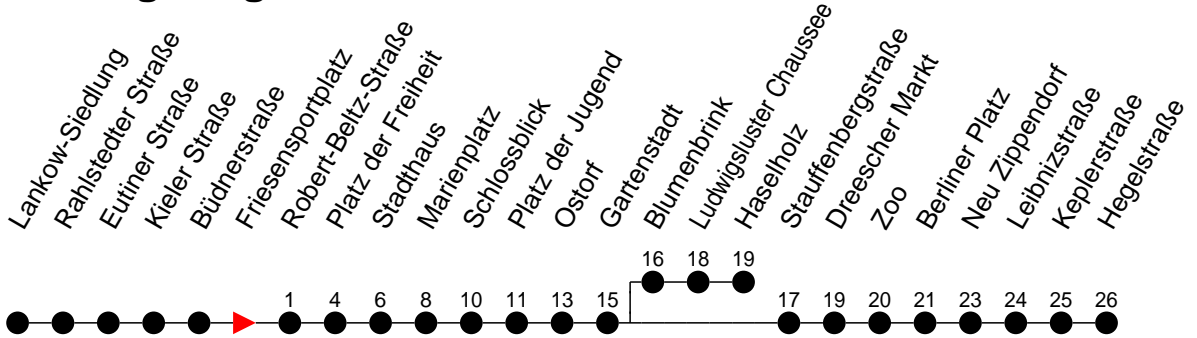 Lankow-Siedlung
Rahlstedter Straße
Eutiner Straße
Kieler Straße
Büdnerstraße
Friesensportplatz
Robert-Beltz-Straße
Platz der Freiheit
Stadthaus
Marienplatz
Schlossblick
Platz der Jugend
Ostorf
Gartenstadt
Blumenbrink
Ludwigsluster Chaussee
Haselholz
Stauffenbergstraße
Dreescher Markt
Zoo
Berliner Platz
Neu Zippendorf
Leibnizstraße
Keplerstraße
Hegelstraße
16 18 19
1 4 6 8 10 11 13 15 17 19 20 21 23 24 25 26